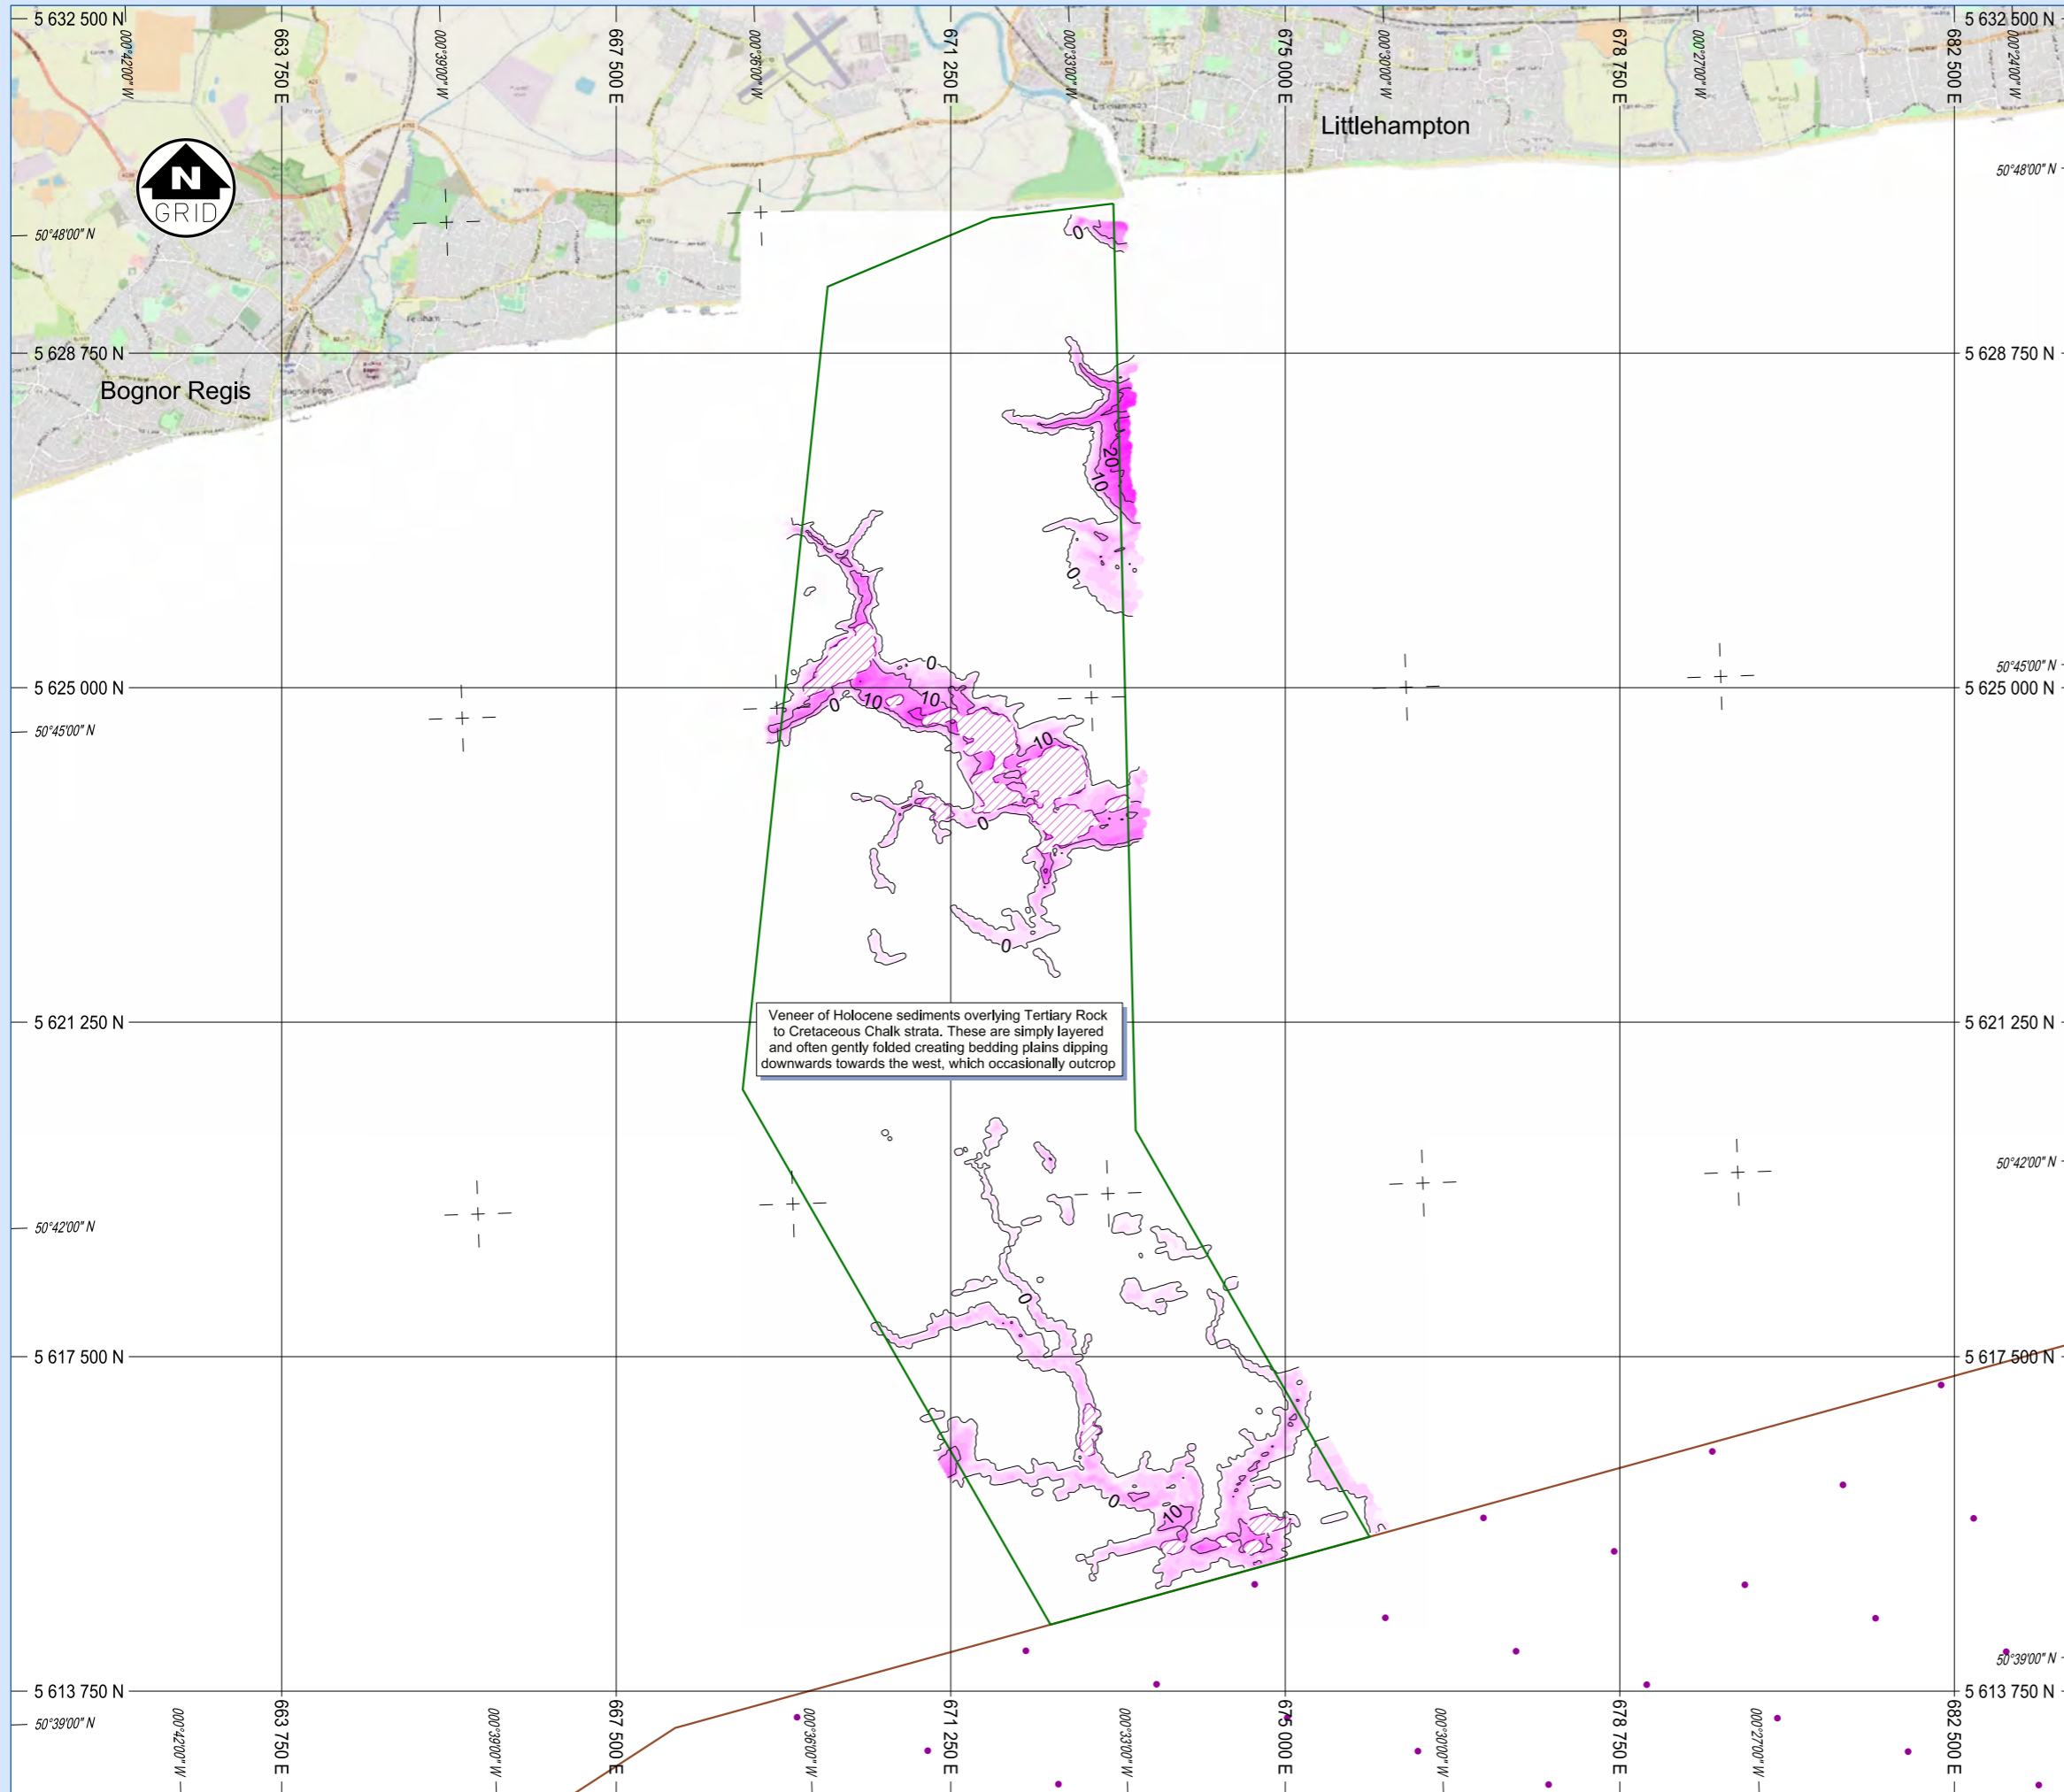 5 632 500 N
5 632 500 N
000°42'00" W
663 750 E
000°39'00" W
667 500 E
000°36'00" W
671 250 E
000°33'00" W
675 000 E
000°30'00" W
678 750 E
000°27'00" W
682 500 E
000°24'00" W
Littlehampton
N
GRID
50°48'00" N
50°48'00" N
0
5 628 750 N
5 628 750 N
Bognor Regis
20
10
0
0
5 625 000 N
5 625 000 N
50°45'00" N
50°45'00" N
0
10
10
10
0
0
5 621 250 N
5 621 250 N
Veneer of Holocene sediments overlying Tertiary Rock
to Cretaceous Chalk strata. These are simply layered
and often gently folded creating bedding plains dipping
downwards towards the west, which occasionally outcrop
50°42'00" N
50°42'00" N
0
5 617 500 N
5 617 500 N
0
10
50°39'00" N
5 613 750 N
5 613 750 N
50°39'00" N
000°42'00" W
663 750 E
000°39'00" W
667 500 E
000°36'00" W
671 250 E
000°33'00" W
675 000 E
000°30'00" W
678 750 E
000°27'00" W
682 500 E